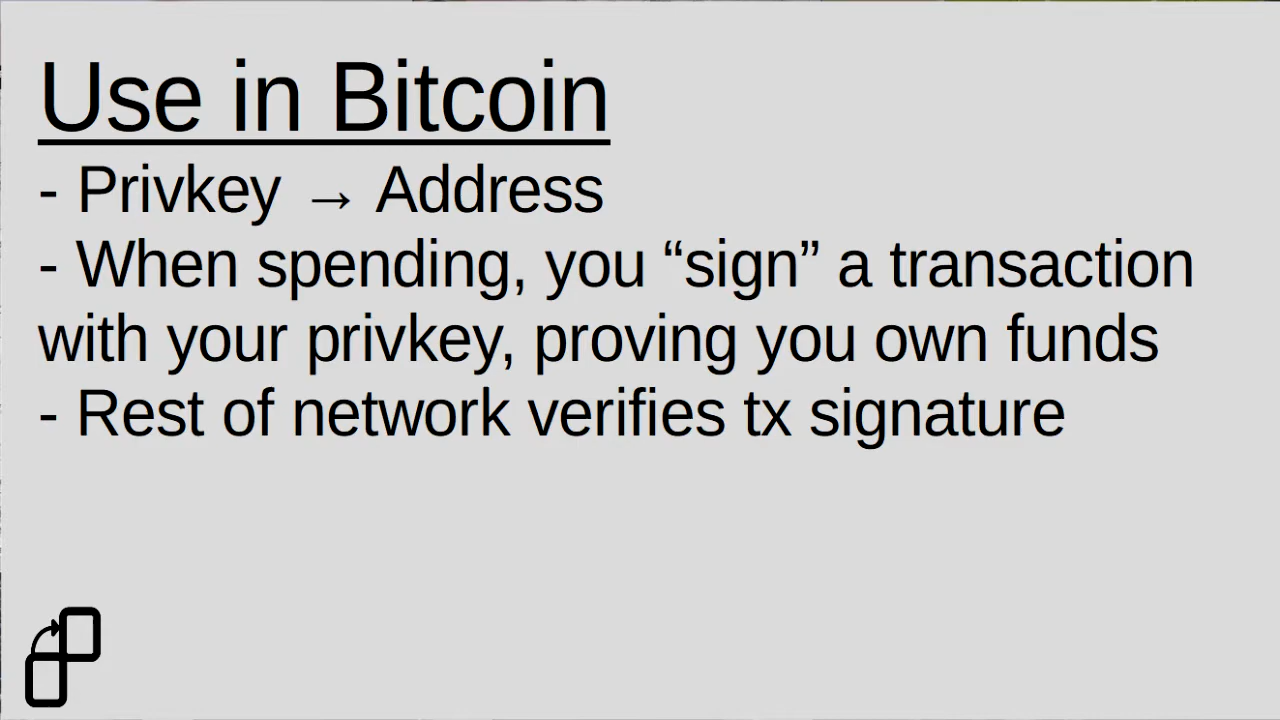 Use in Bitcoin
- Privkey → Address
- When spending, you “sign” a transaction
with your privkey, proving you own funds
- Rest of network verifies tx signature